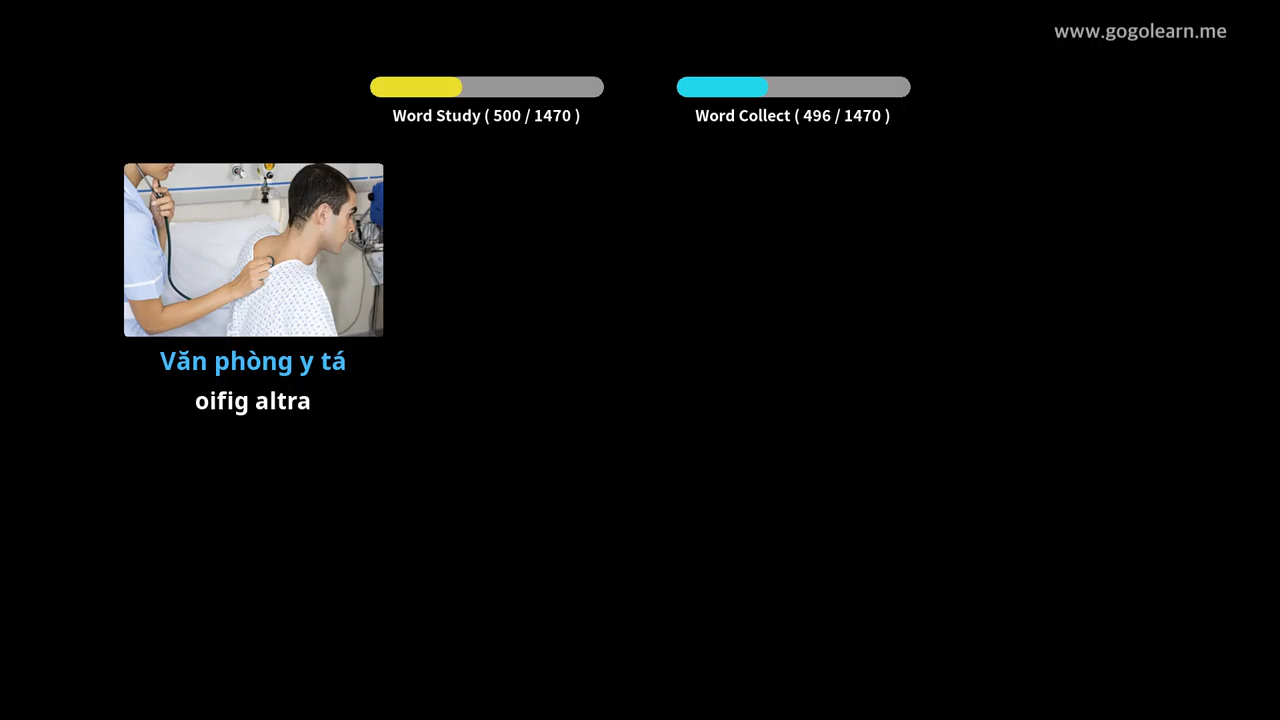 www.gogolearn.me
Word Study ( 500 / 1470 )
Word Collect ( 496 / 1470 )
Văn phòng y tá
oifig altra